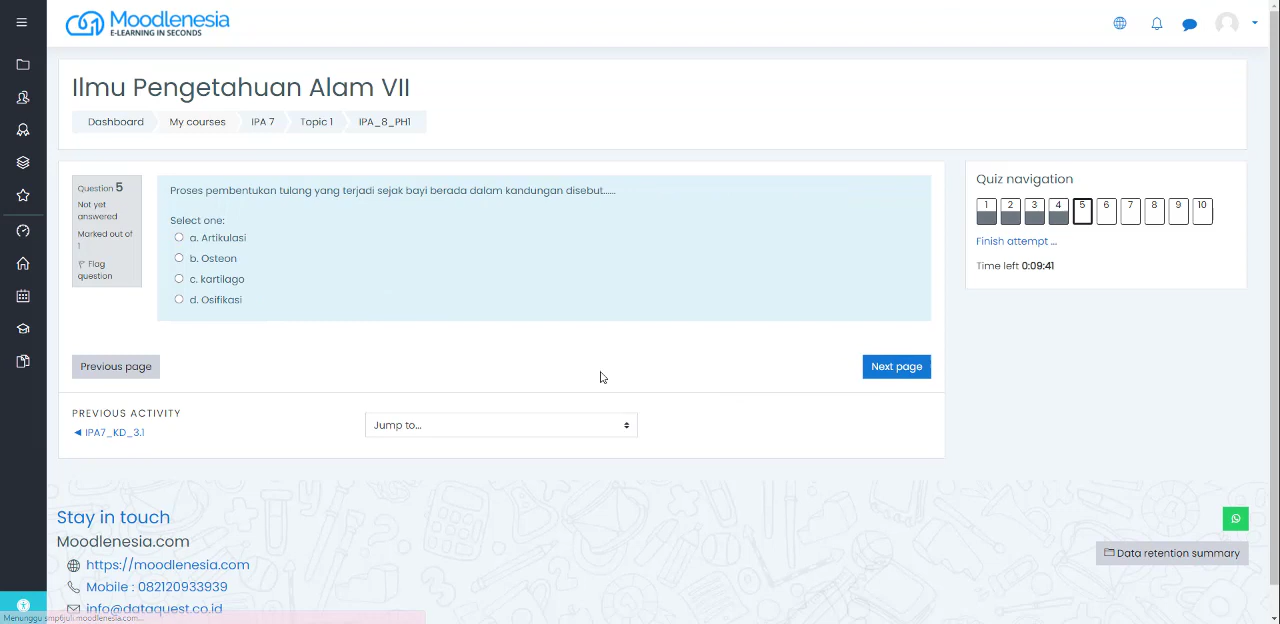 Moodlenesia
E-LEARNING IN SECONDS
Ilmu Pengetahuan Alam VII
Dashboard
My courses
IPA 7
Topic 1
IPA_8_PH1
Question 5
Not yet
answered
Marked out of
1
Flag
question
Proses pembentukan tulang yang terjadi sejak bayi berada dalam kandungan disebut......
Select one:
a. Artikulasi
b. Osteon
c. kartilago
d. Osifikasi
Previous page
Next page
PREVIOUS ACTIVITY
◄ IPA7_KD_3.1
Jump to...
Quiz navigation
1 2 3 4 5 6 7 8 9 10
Finish attempt ...
Time left 0:09:41
Stay in touch
Moodlenesia.com
https://moodlenesia.com
Mobile : 082120933939
info@dataquest.co.id
Data retention summary
Menunggu smp6juli.moodlenesia.com...